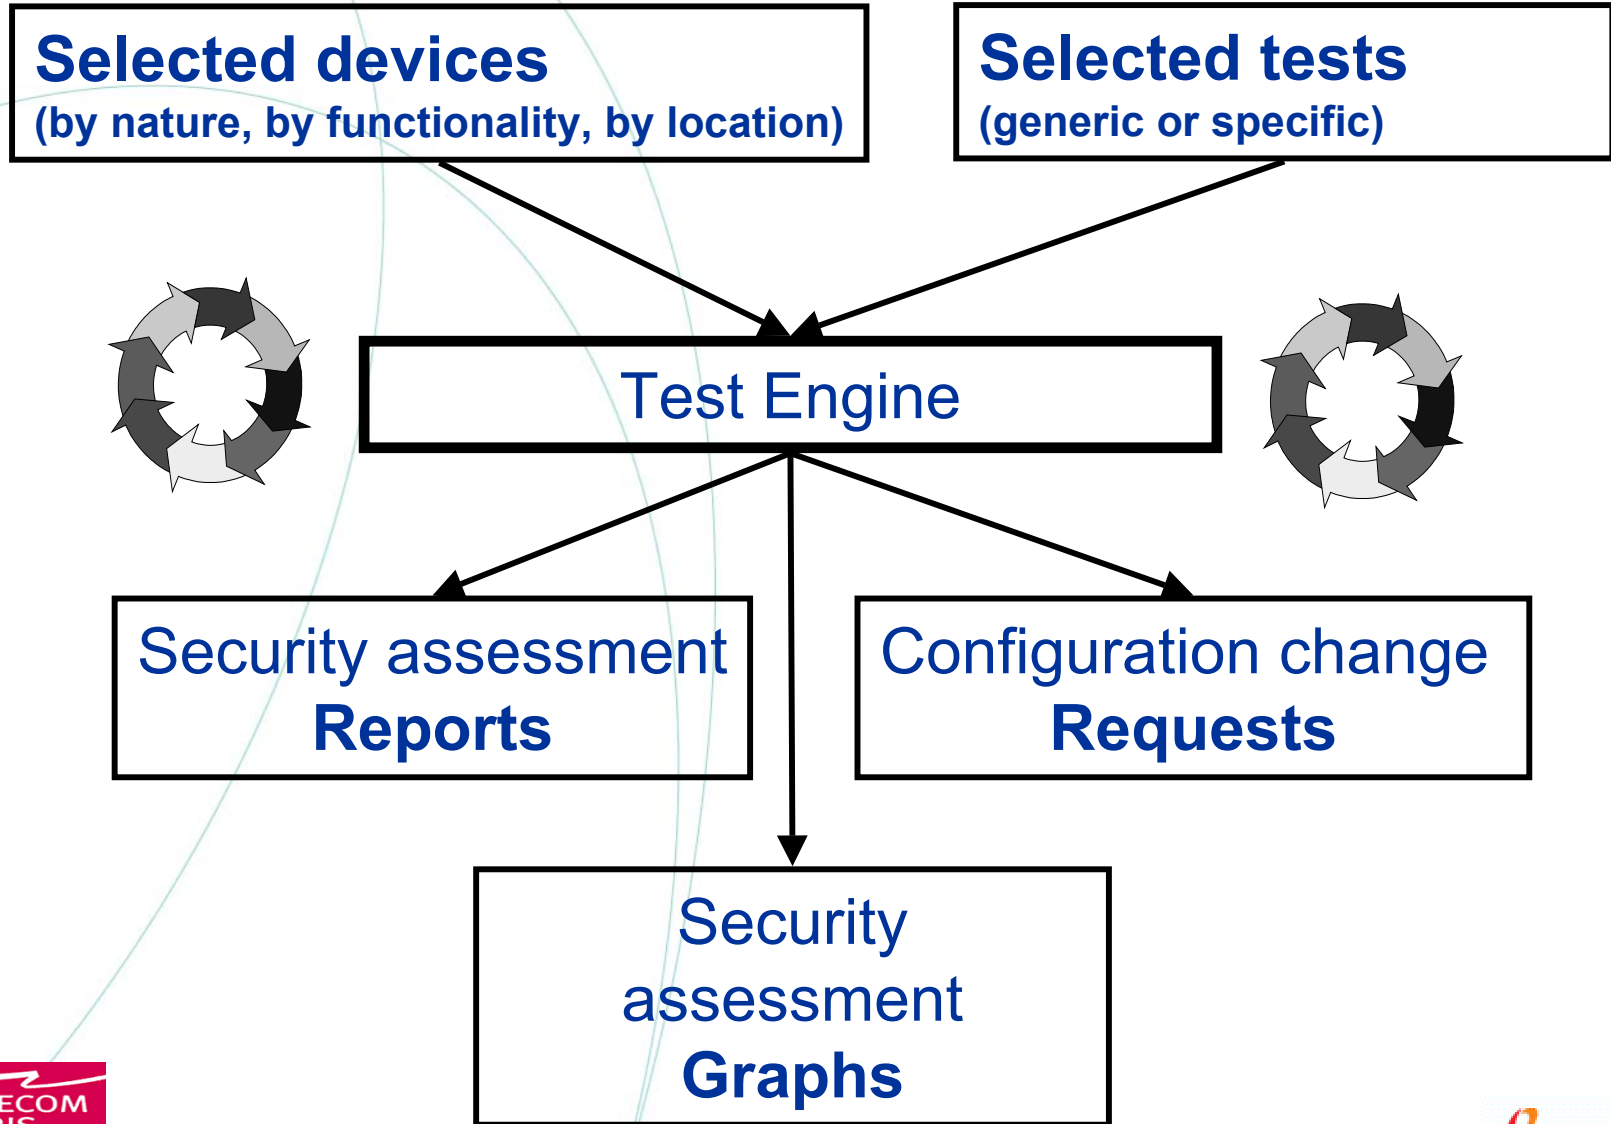 Selected devices
(by nature, by functionality, by location)
Selected tests
(generic or specific)
Test Engine
Security assessment
Reports
Configuration change
Requests
Security
assessment
Graphs